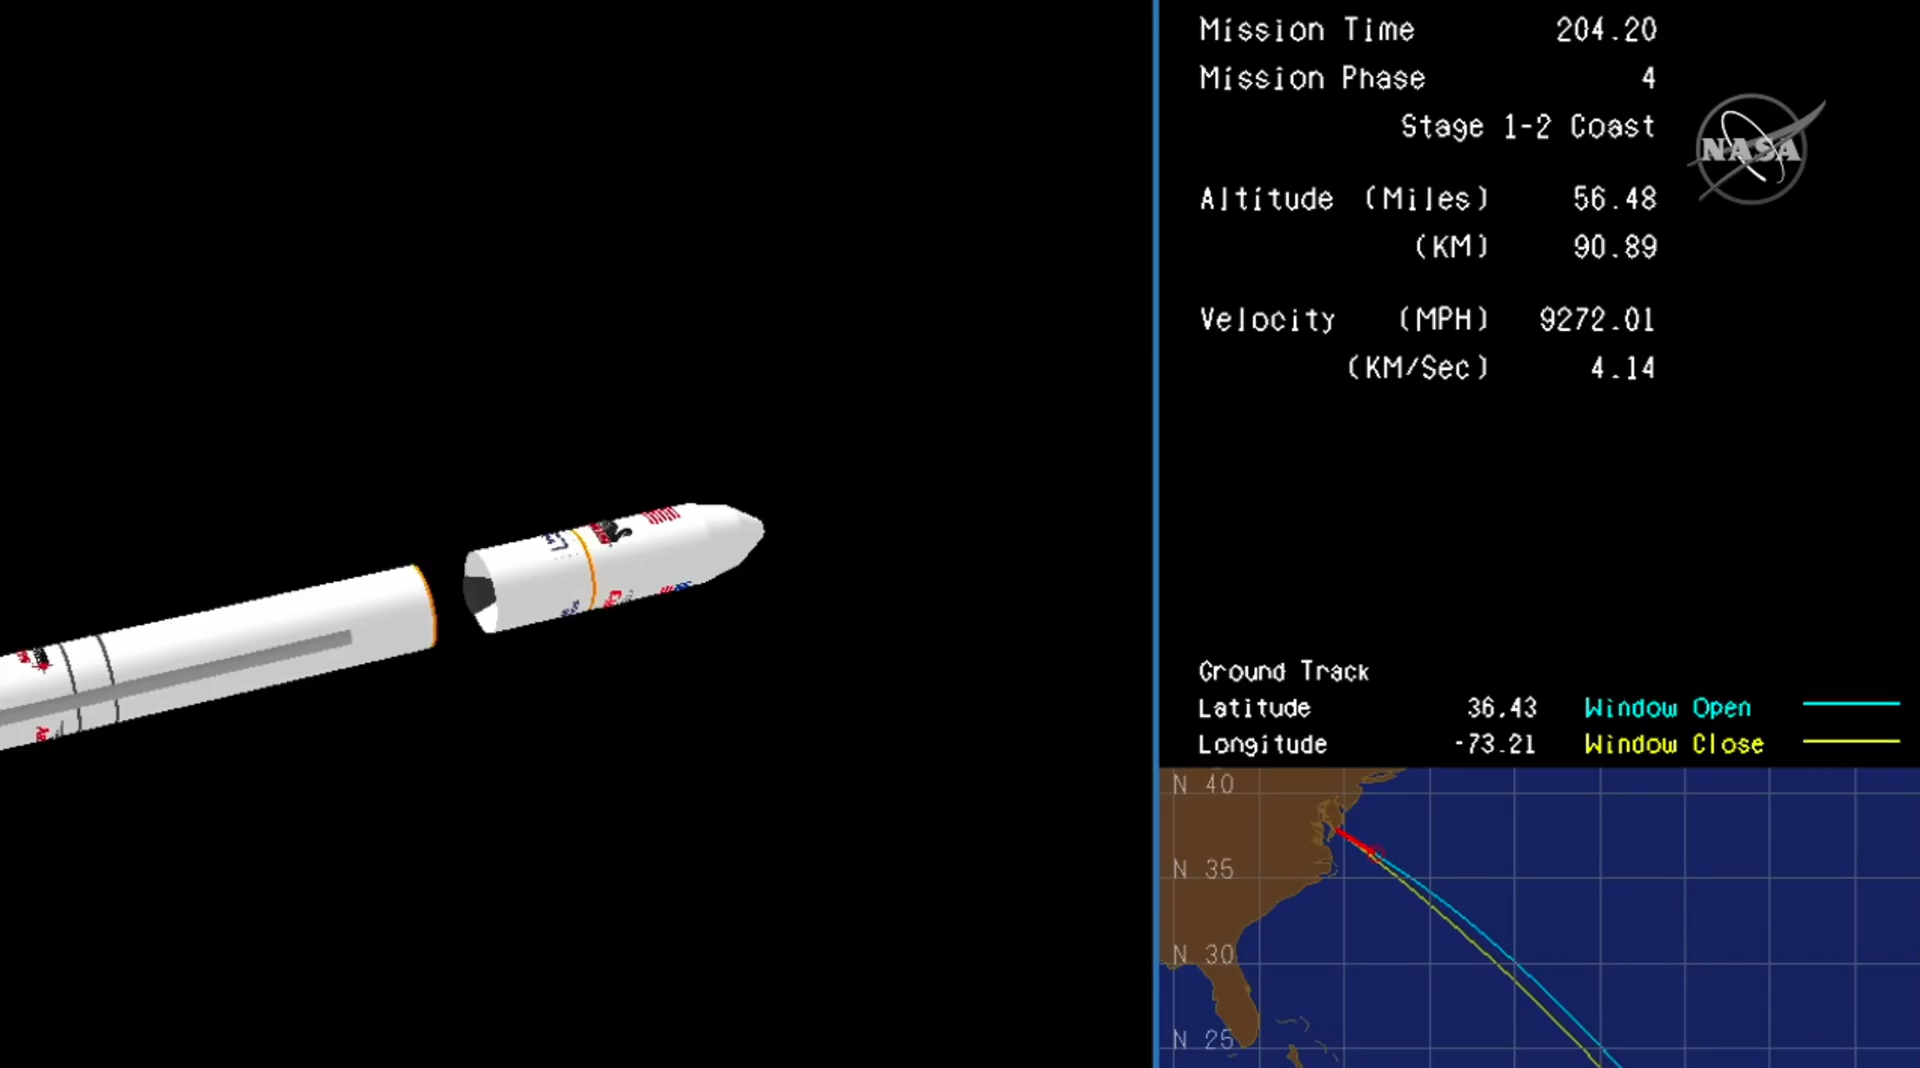 Mission Time 204.20
Mission Phase 4
Stage 1-2 Coast
NASA
Altitude (Miles) 56.48
(KM) 90.89
Velocity (MPH) 9272.01
(KM/Sec) 4.14
Ground Track
Latitude 36.43 Window Open
Longitude -73.21 Window Close
N 40
N 35
N 30
N 25